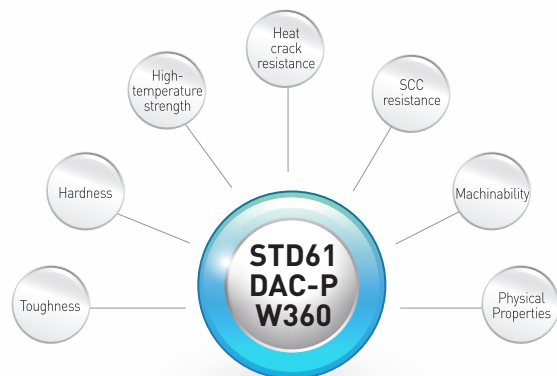 Heat
crack
resistance
High-
temperature
strength
SCC
resistance
Hardness
Machinability
Toughness
Physical
Properties
STD61
DAC-P
W360